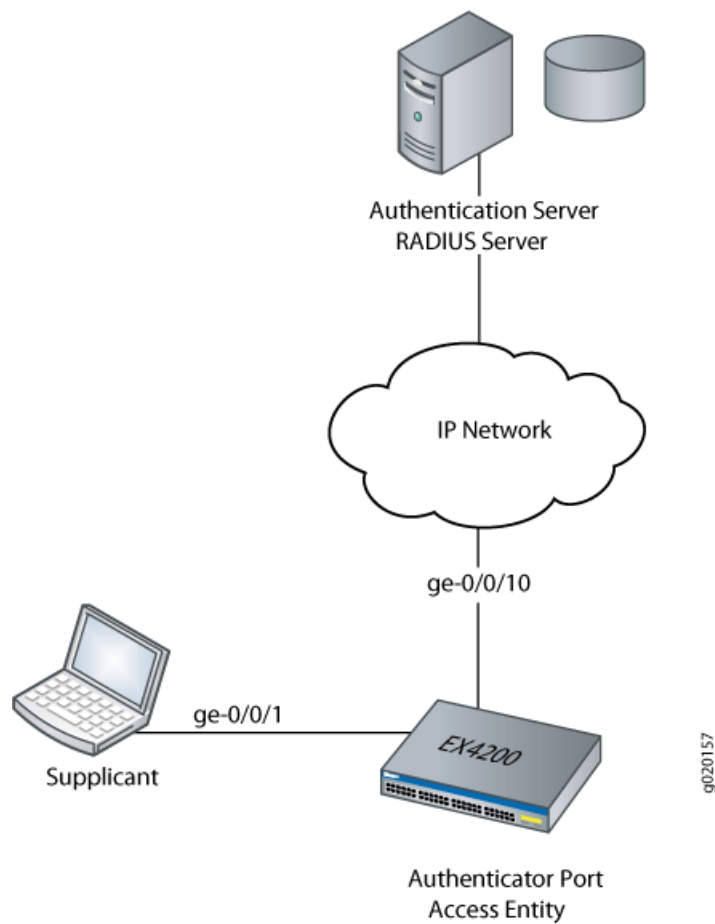 Authentication Server
RADIUS Server
IP Network
ge-0/0/10
ge-0/0/1
EX4200
Supplicant
g020157
Authenticator Port
Access Entity